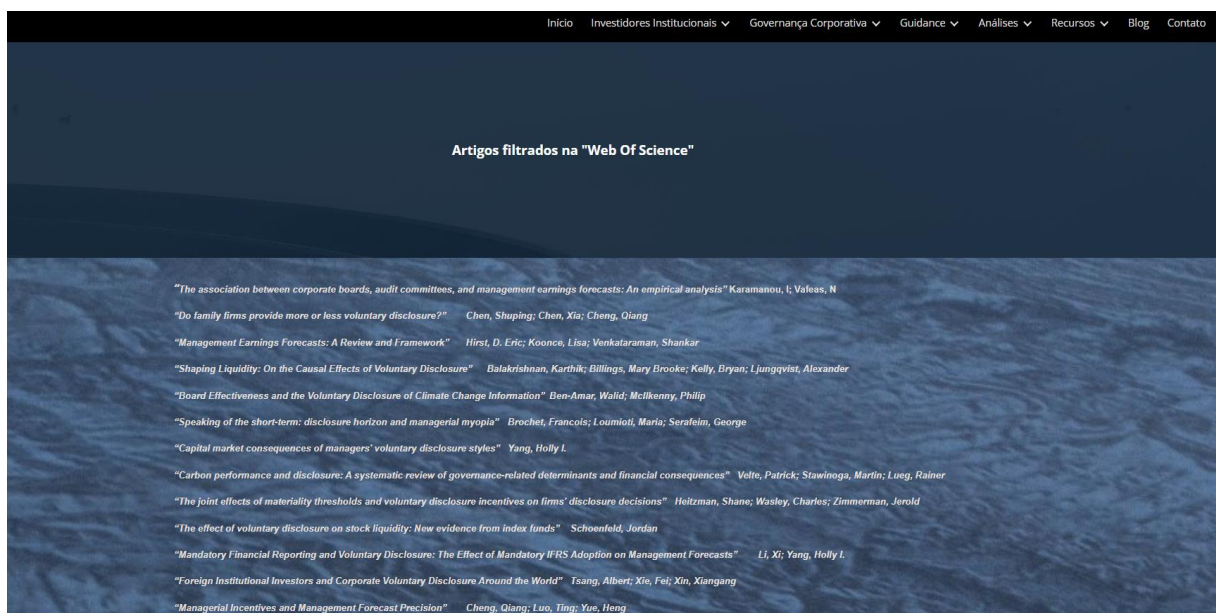 Início Investidores Institucionais Governança Corporativa Guidance Análises Recursos Blog Contato
Artigos filtrados na "Web Of Science"
“The association between corporate boards, audit committees, and management earnings forecasts: An empirical analysis” Karamanou, I; Vafeas, N
“Do family firms provide more or less voluntary disclosure?” Chen, Shuping; Chen, Xia; Cheng, Qiang
“Management Earnings Forecasts: A Review and Framework” Hirst, D. Eric; Koonce, Lisa; Venkataraman, Shankar
“Shaping Liquidity: On the Causal Effects of Voluntary Disclosure” Balakrishnan, Karthik; Billings, Mary Brooke; Kelly, Bryan; Ljungqvist, Alexander
“Board Effectiveness and the Voluntary Disclosure of Climate Change Information” Ben-Amar, Walid; McIlkenny, Philip
“Speaking of the short-term: disclosure horizon and managerial myopia” Brochet, Francois; Loumioti, Maria; Serafeim, George
“Capital market consequences of managers' voluntary disclosure styles” Yang, Holly I.
“Carbon performance and disclosure: A systematic review of governance-related determinants and financial consequences” Velte, Patrick; Stawinoga, Martin; Lueg, Rainer
“The joint effects of materiality thresholds and voluntary disclosure incentives on firms' disclosure decisions” Heitzman, Shane; Wasley, Charles; Zimmerman, Jerold
“The effect of voluntary disclosure on stock liquidity: New evidence from index funds” Schoenfeld, Jordan
“Mandatory Financial Reporting and Voluntary Disclosure: The Effect of Mandatory IFRS Adoption on Management Forecasts” Li, Xi; Yang, Holly I.
“Foreign Institutional Investors and Corporate Voluntary Disclosure Around the World” Tsang, Albert; Xie, Fei; Xin, Xiangang
“Managerial Incentives and Management Forecast Precision” Cheng, Qiang; Luo, Ting; Yue, Heng